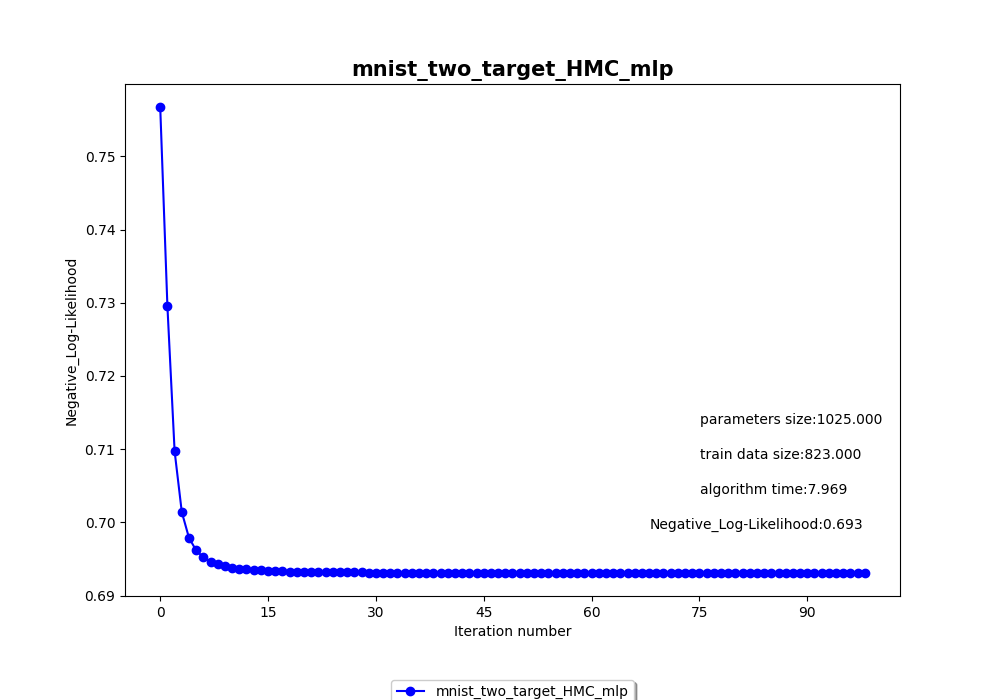 mnist_two_target_HMC_mlp
0.75
0.74
0.73
0.72
0.71
0.70
0.69
Negative_Log-Likelihood
parameters size:1025.000
train data size:823.000
algorithm time:7.969
Negative_Log-Likelihood:0.693
0 15 30 45 60 75 90
Iteration number
mnist_two_target_HMC_mlp